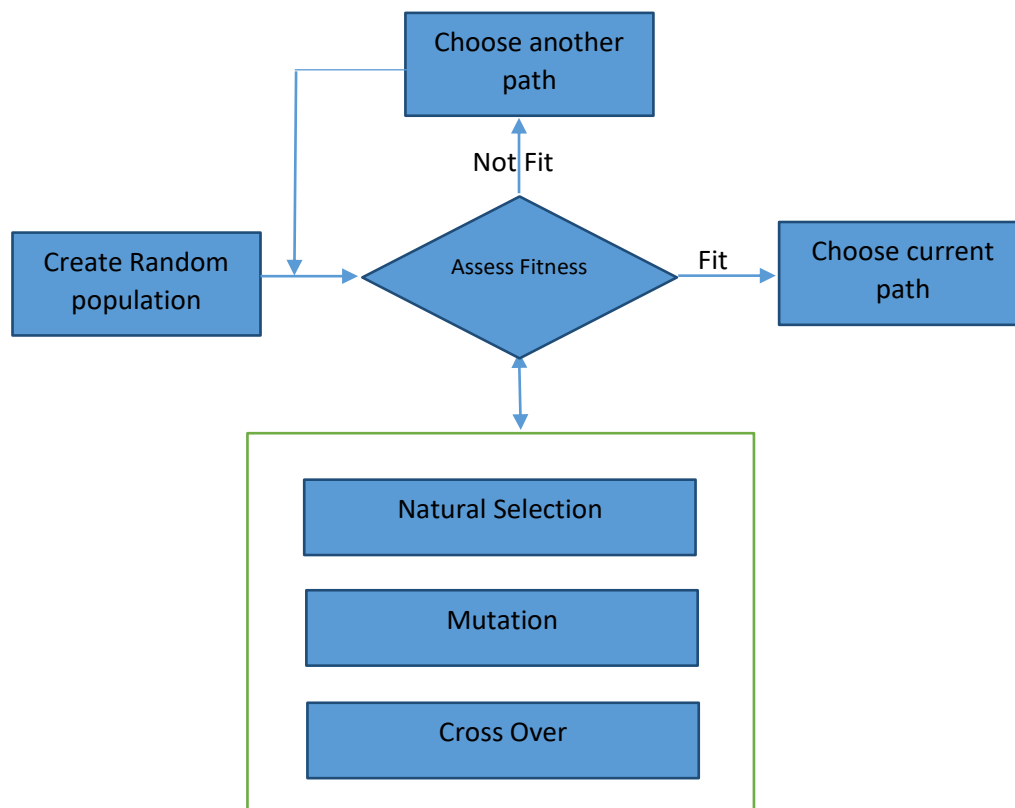 Choose another
path
Not Fit
Create Random
population
Assess Fitness
Fit
Choose current
path
Natural Selection
Mutation
Cross Over